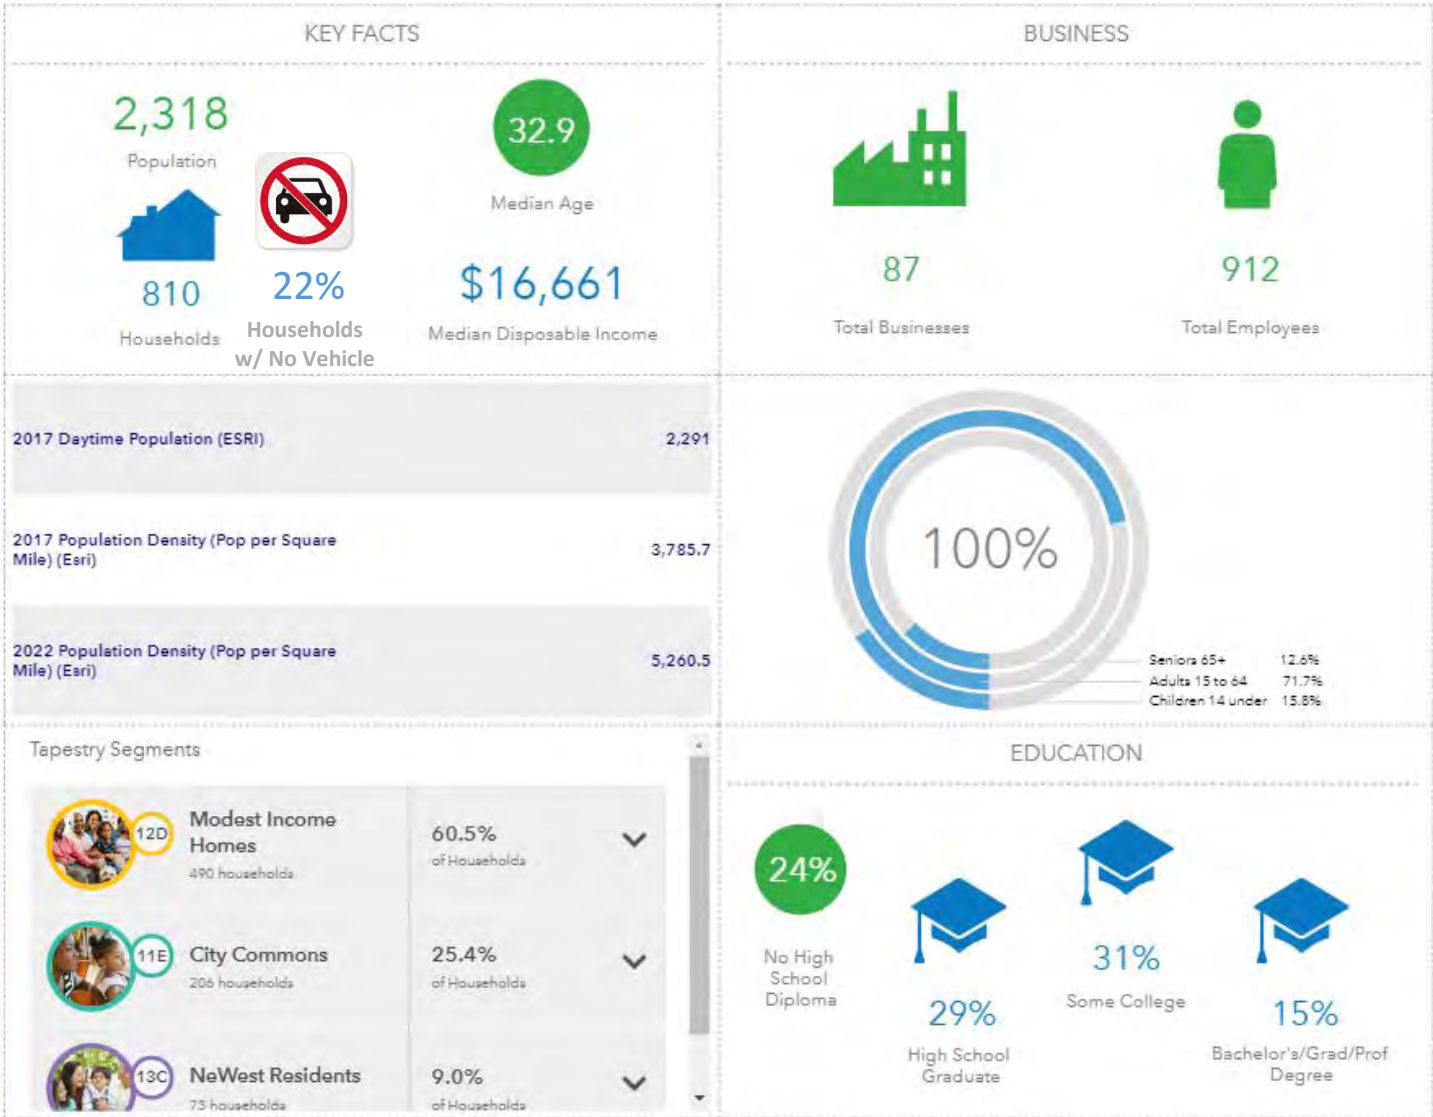 KEY FACTS
2,318
Population
810
Households
22%
Households
w/ No Vehicle
32.9
Median Age
$16,661
Median Disposable Income
BUSINESS
87
Total Businesses
912
Total Employees
2017 Daytime Population (ESRI)
2,291
2017 Population Density (Pop per Square
Mile) (Esri)
3,785.7
2022 Population Density (Pop per Square
Mile) (Esri)
5,260.5
100%
Seniors 65+ 12.6%
Adults 15 to 64 71.7%
Children 14 under 15.8%
Tapestry Segments
12D
Modest Income
Homes
490 households
60.5%
of Households
11E
City Commons
206 households
25.4%
of Households
13C
NeWest Residents
73 households
9.0%
of Households
EDUCATION
24%
No High
School
Diploma
29%
High School
Graduate
31%
Some College
15%
Bachelor's/Grad/Prof
Degree